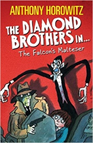 ANTHONY HOROWITZ
THE DIAMOND
BROTHERS IN...
The Falcon's Malteser